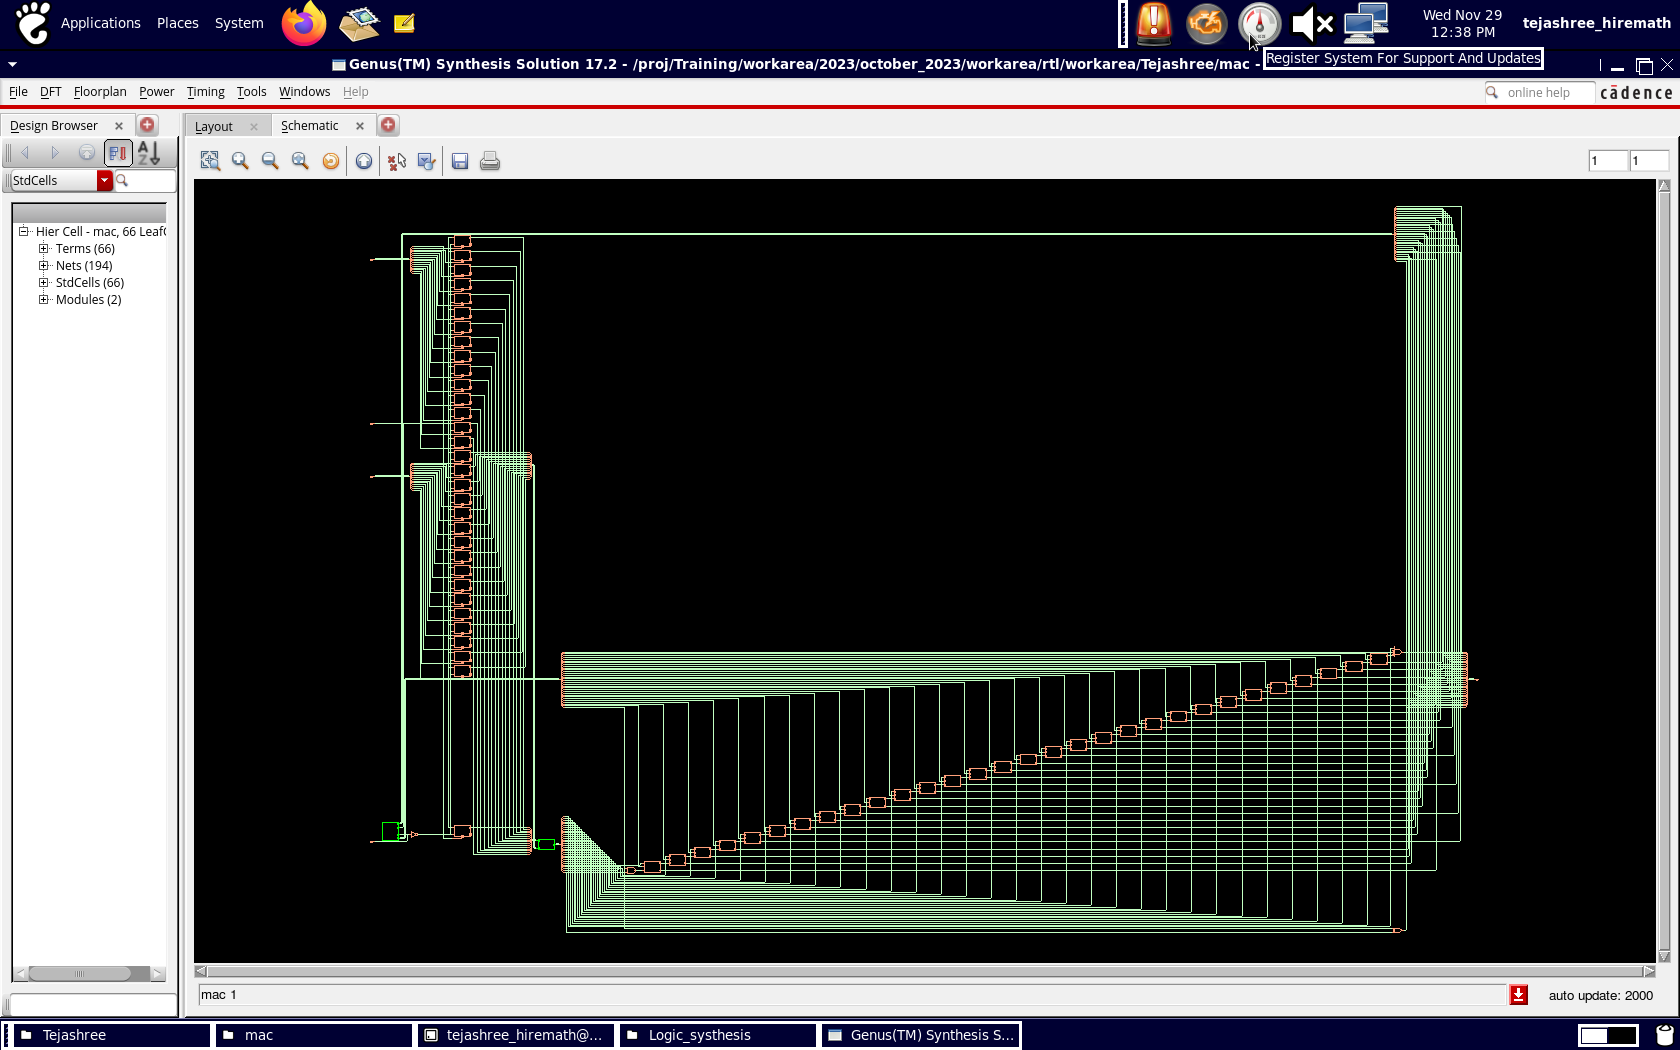 Applications Places System
Wed Nov 29
12:38 PM
tejashree_hiremath
Genus(TM) Synthesis Solution 17.2 - /proj/Training/workarea/2023/october_2023/workarea/rtl/workarea/Tejashree/mac -
Register System For Support And Updates
File DFT Floorplan Power Timing Tools Windows Help
online help
cādence
Design Browser
Layout
Schematic
1 1
StdCells
Hier Cell - mac, 66 Leaf
Terms (66)
Nets (194)
StdCells (66)
Modules (2)
mac 1
auto update: 2000
Tejashree
mac
tejashree_hiremath@...
Logic_systhesis
Genus(TM) Synthesis S...